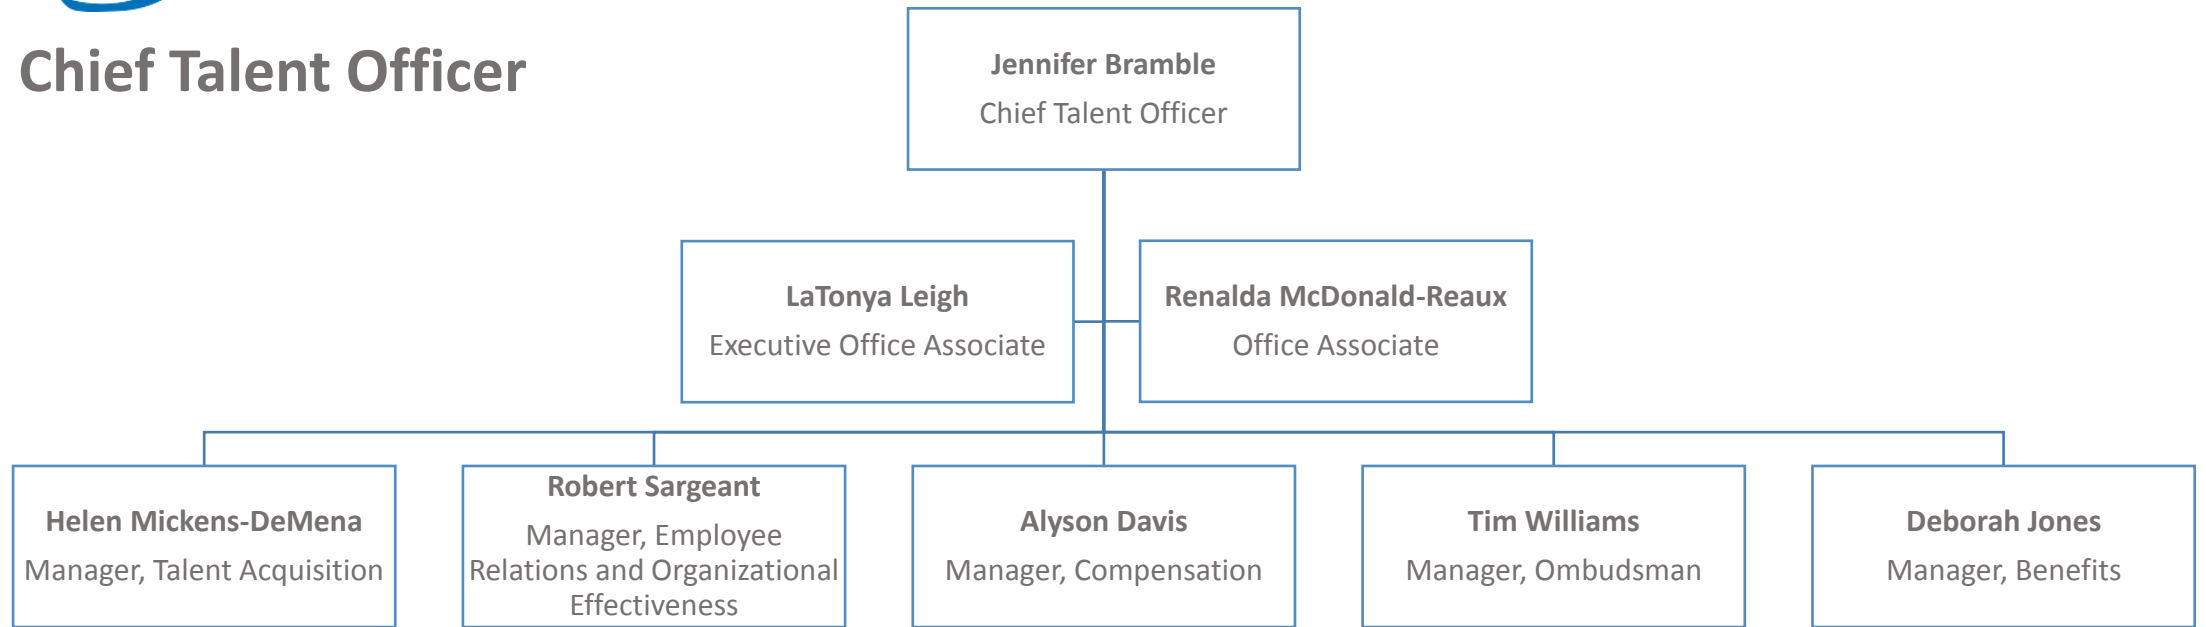 Chief Talent Officer
Jennifer Bramble
Chief Talent Officer
LaTonya Leigh
Executive Office Associate
Renalda McDonald-Reaux
Office Associate
Helen Mickens-DeMena
Manager, Talent Acquisition
Robert Sargeant
Manager, Employee
Relations and Organizational
Effectiveness
Alyson Davis
Manager, Compensation
Tim Williams
Manager, Ombudsman
Deborah Jones
Manager, Benefits